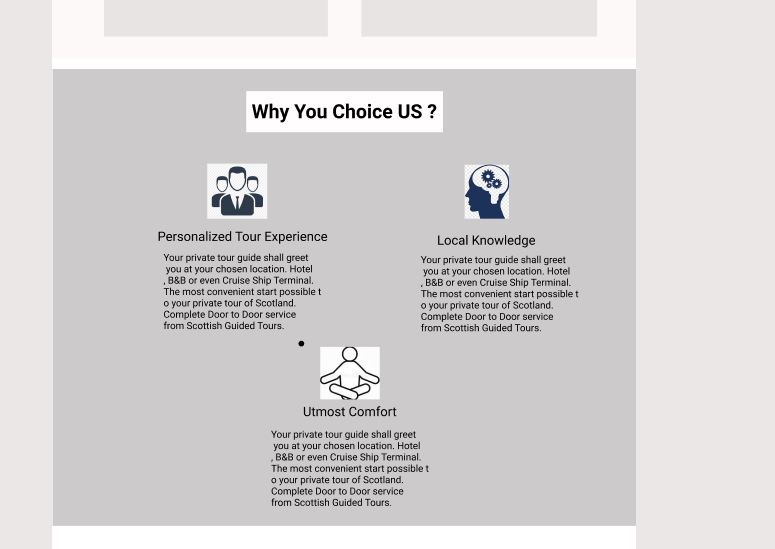 Why You Choice US ?
Personalized Tour Experience
Your private tour guide shall greet
you at your chosen location. Hotel
, B&B or even Cruise Ship Terminal.
The most convenient start possible t
o your private tour of Scotland.
Complete Door to Door service
from Scottish Guided Tours.
Local Knowledge
Your private tour guide shall greet
you at your chosen location. Hotel
, B&B or even Cruise Ship Terminal.
The most convenient start possible t
o your private tour of Scotland.
Complete Door to Door service
from Scottish Guided Tours.
Utmost Comfort
Your private tour guide shall greet
you at your chosen location. Hotel
, B&B or even Cruise Ship Terminal.
The most convenient start possible t
o your private tour of Scotland.
Complete Door to Door service
from Scottish Guided Tours.